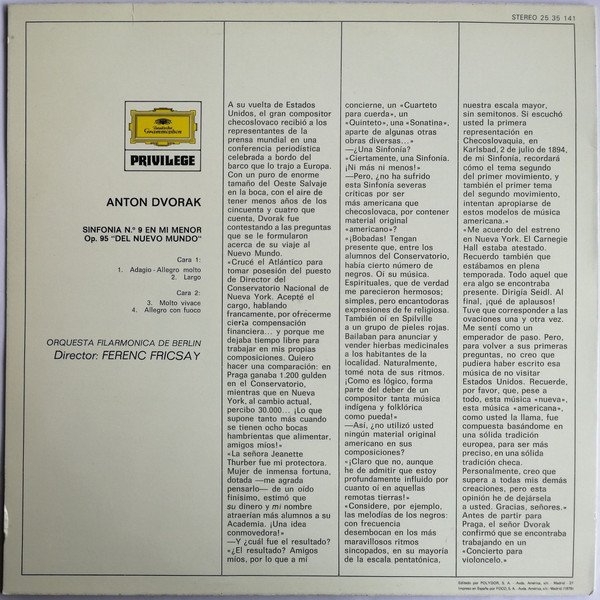 STEREO 25 35 141
Deutsche
Grammophon
PRIVILEGE
ANTON DVORAK
SINFONIA N.º 9 EN MI MENOR
Op. 95 "DEL NUEVO MUNDO"
Cara 1:
1. Adagio - Allegro molto
2. Largo
Cara 2:
3. Molto vivace
4. Allegro con fuoco
ORQUESTA FILARMONICA DE BERLIN
Director: FERENC FRICSAY
A su vuelta de Estados
Unidos, el gran compositor
checoslovaco recibió a los
representantes de la
prensa mundial en una
conferencia periodística
celebrada a bordo del
barco que lo trajo a Europa.
Con un puro de enorme
tamaño del Oeste Salvaje
en la boca, con el aire de
tener menos años de los
cincuenta y cuatro que
cuenta, Dvorak fue
contestando a las preguntas
que se le formularon
acerca de su viaje al
Nuevo Mundo.
«Crucé el Atlántico para
tomar posesión del puesto
de Director del
Conservatorio Nacional de
Nueva York. Acepté el
cargo, hablando
francamente, por ofrécerme
cierta compensación
financiera... y porque me
dejaba tiempo libre para
trabajar en mis propias
composiciones. Quiero
hacer una comparación: en
Praga ganaba 1.200 gulden
en el Conservatorio,
mientras que en Nueva
York, al cambio actual,
percibo 30.000... ¡Lo que
supone tanto más cuando
se tienen ocho bocas
hambrientas que alimentar,
amigos míos!»
«La señora Jeanette
Thurber fue mi protectora.
Mujer de inmensa fortuna,
dotada —me agrada
pensarlo— de un oído
finísimo, estimó que
su dinero y mi nombre
atraerían más alumnos a su
Academia. ¡Una idea
conmovedora!»
—Y ¿cuál fue el resultado?
«¿El resultado? Amigos
míos, por lo que a mí
concierne, un «Cuarteto
para cuerda», un
«Quinteto», una «Sonatina»,
aparte de algunas otras
obras diversas...»
—¿Una Sinfonía?
«Ciertamente, una Sinfonía.
¡Ni más ni menos!»
—Pero, ¿no ha sufrido
esta Sinfonía severas
críticas por ser
más americana que
checoslovaca, por contener
material original
«americano»?
«¡Bobadas! Tengan
presente que, entre los
alumnos del Conservatorio,
había cierto número de
negros. Oí su música.
Espirituales, que de verdad
me parecieron hermosos;
simples, pero encantadoras
expresiones de fe religiosa.
También oí en Spilville
a un grupo de pieles rojas.
Bailaban para anunciar y
vender hierbas medicinales
a los habitantes de la
localidad. Naturalmente,
tomé nota de sus ritmos.
¡Como es lógico, forma
parte del deber de un
compositor tanta música
indígena y folklórica
como pueda!»
—Así, ¿no utilizó usted
ningún material original
americano en sus
composiciones?
«¡Claro que no, aunque
he de admitir que estoy
profundamente influido por
cuanto oí en aquellas
remotas tierras!»
«Considere, por ejemplo,
las melodías de los negros:
con frecuencia
desembocan en los más
maravillosos ritmos
sincopados, en su mayoría
de la escala pentatónica,
nuestra escala mayor,
sin semitonos. Si escuchó
usted la primera
representación en
Checoslovaquia, en
Karlsbad, 2 de julio de 1894,
de mi Sinfonía, recordará
cómo el tema segundo
del primer movimiento, y
también el primer tema
del segundo movimiento,
intentan apropiarse de
estos modelos de música
americana.»
«Me acuerdo del estreno
en Nueva York. El Carnegie
Hall estaba atestado.
Recuerdo también que
estábamos en plena
temporada. Todo aquel que
era algo se encontraba
presente. Dirigía Seidl. Al
final, ¡qué de aplausos!
Tuve que corresponder a las
ovaciones una y otra vez.
Me sentí como un
emperador de paso. Pero,
para volver a sus primeras
preguntas, no creo que
pudiera haber escrito esa
música de no visitar
Estados Unidos. Recuerde,
por favor, que, pese a
todo, esta música «nueva»,
esta música «americana»,
como usted la llama, fue
compuesta basándome en
una sólida tradición
europea, para ser más
preciso, en una sólida
tradición checa.
Personalmente, creo que
supera a todas mis demás
creaciones, pero esta
opinión he de dejársela
a usted. Gracias, señores.»
Antes de partir para
Praga, el señor Dvorak
confirmó que se encontraba
trabajando en un
«Concierto para
violoncelo.»
Editado por POLYDOR, S. A. - Avda. América, s/n - Madrid - 27
Impreso en España por FOCO, S. A. - Avda. América, s/n - Madrid (1976)